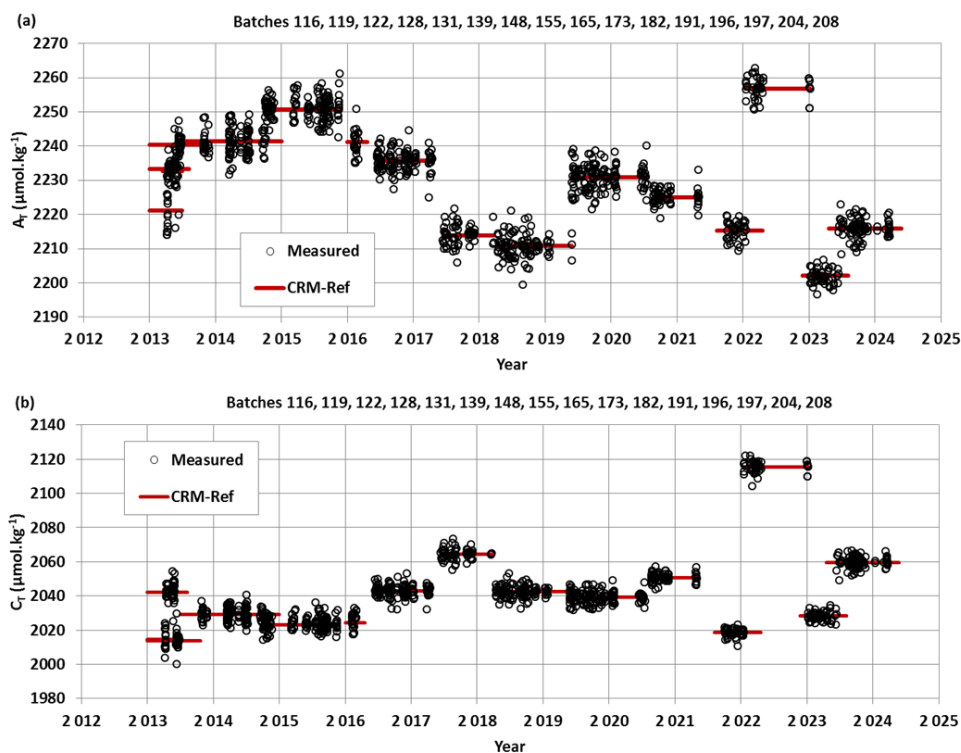 (a)
Batches 116, 119, 122, 128, 131, 139, 148, 155, 165, 173, 182, 191, 196, 197, 204, 208
2270
2260
2250
2240
2230
2220
2210
2200
2190
A_T (µmol.kg⁻¹)
Measured
CRM-Ref
2 012 2 013 2 014 2 015 2 016 2 017 2 018 2 019 2 020 2 021 2 022 2 023 2 024 2 025
Year
(b)
Batches 116, 119, 122, 128, 131, 139, 148, 155, 165, 173, 182, 191, 196, 197, 204, 208
2140
2120
2100
2080
2060
2040
2020
2000
1980
C_T (µmol.kg⁻¹)
Measured
CRM-Ref
2 012 2 013 2 014 2 015 2 016 2 017 2 018 2 019 2 020 2 021 2 022 2 023 2 024 2 025
Year